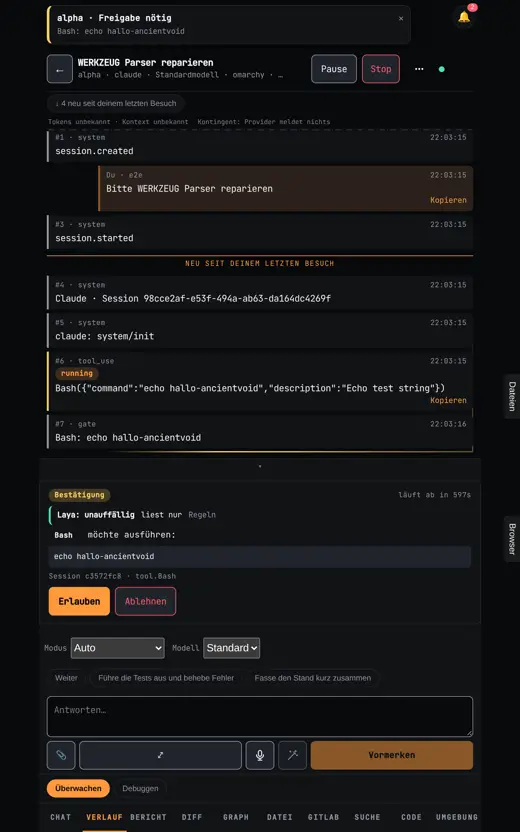 alpha · Freigabe nötig
×
Bash: echo hallo-ancientvoid
2
←
WERKZEUG Parser reparieren
alpha · claude · Standardmodell · omarchy · …
Pause
Stop
↓ 4 neu seit deinem letzten Besuch
Tokens unbekannt · Kontext unbekannt · Kontingent: Provider meldet nichts
#1 · system
22:03:15
session.created
Du · e2e
22:03:15
Bitte WERKZEUG Parser reparieren
Kopieren
#3 · system
22:03:15
session.started
NEU SEIT DEINEM LETZTEN BESUCH
#4 · system
22:03:15
Claude · Session 98cce2af-e53f-494a-ab63-da164dc4269f
#5 · system
22:03:15
claude: system/init
#6 · tool_use
22:03:15
running
Bash({"command":"echo hallo-ancientvoid","description":"Echo test string"})
Kopieren
#7 · gate
22:03:16
Bash: echo hallo-ancientvoid
Dateien
Browser
Bestätigung
läuft ab in 597s
Laya: unauffällig liest nur Regeln
Bash möchte ausführen:
echo hallo-ancientvoid
Session c3572fc8 · tool.Bash
Erlauben
Ablehnen
Modus Auto Modell Standard
Weiter
Führe die Tests aus und behebe Fehler
Fasse den Stand kurz zusammen
Antworten…
Vormerken
Überwachen
Debuggen
CHAT VERLAUF BERICHT DIFF GRAPH DATEI GITLAB SUCHE CODE UMGEBUNG